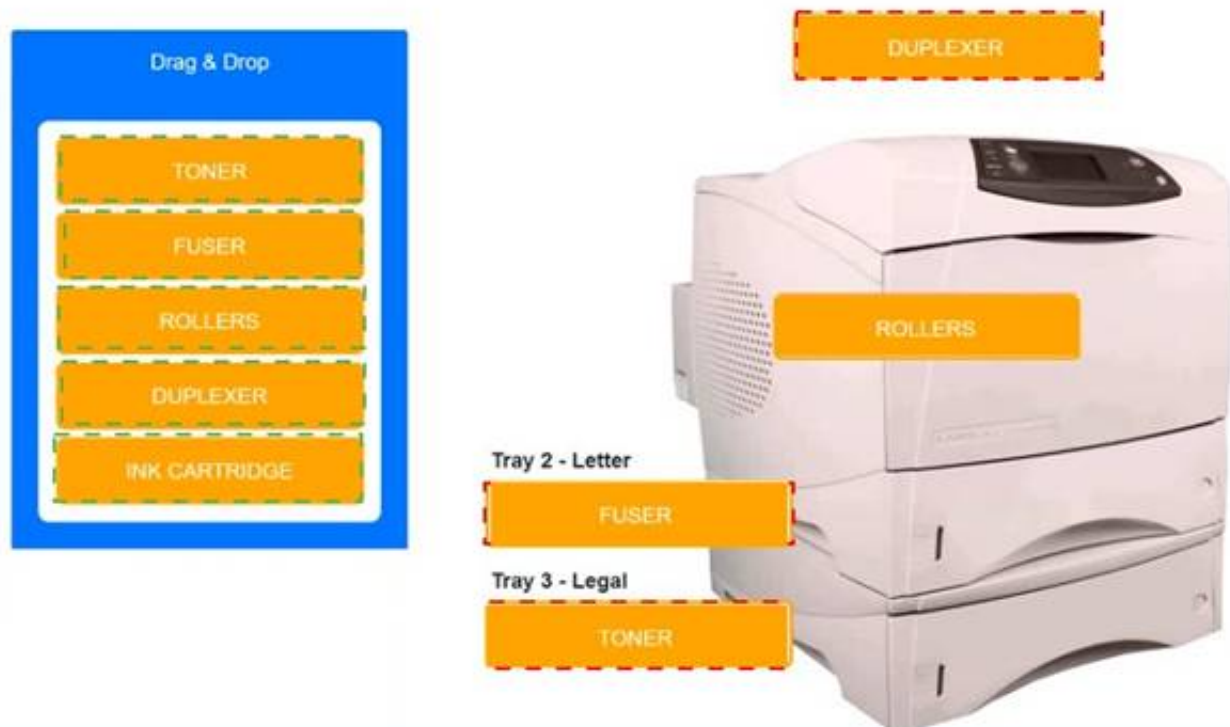 Drag & Drop
TONER
FUSER
ROLLERS
DUPLEXER
INK CARTRIDGE
DUPLEXER
ROLLERS
Tray 2 - Letter
FUSER
Tray 3 - Legal
TONER